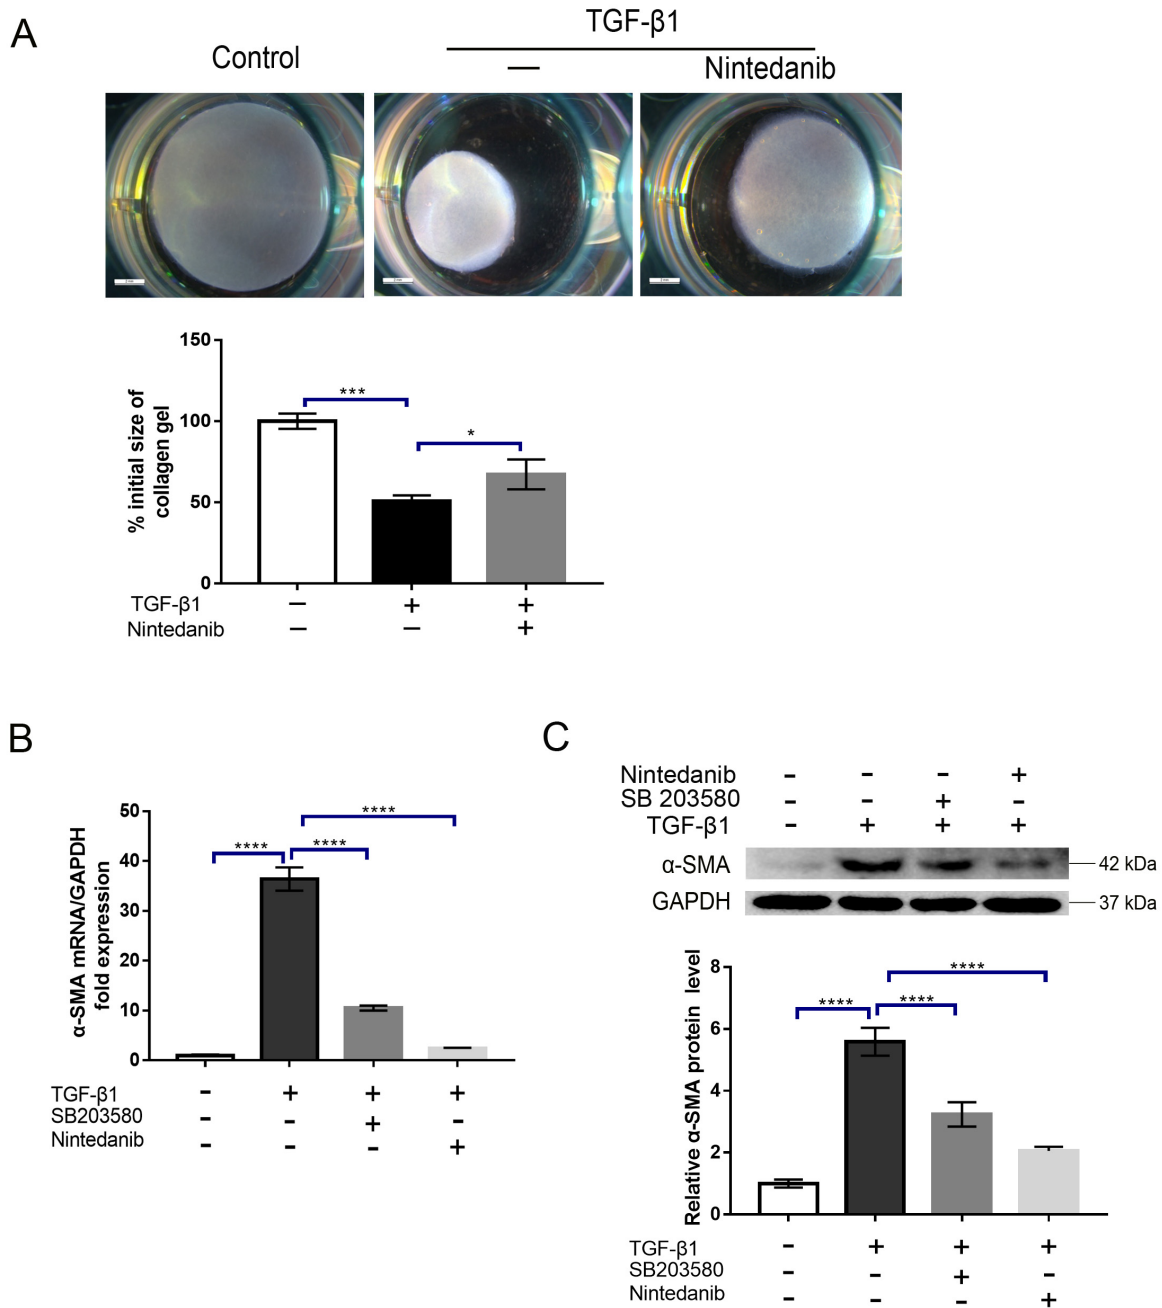 A
TGF-β1
Control
—
Nintedanib
150
100
50
0
% initial size of
collagen gel
***
*
TGF-β1 – + +
Nintedanib – – +
B
50
40
30
20
10
0
α-SMA mRNA/GAPDH
fold expression
****
****
****
TGF-β1 - + + +
SB203580 - - + -
Nintedanib - - - +
C
Nintedanib - - - +
SB 203580 - - + -
TGF-β1 - + + +
α-SMA 42 kDa
GAPDH 37 kDa
8
6
4
2
0
Relative α-SMA protein level
****
****
****
TGF-β1 - + + +
SB203580 - - + -
Nintedanib - - - +